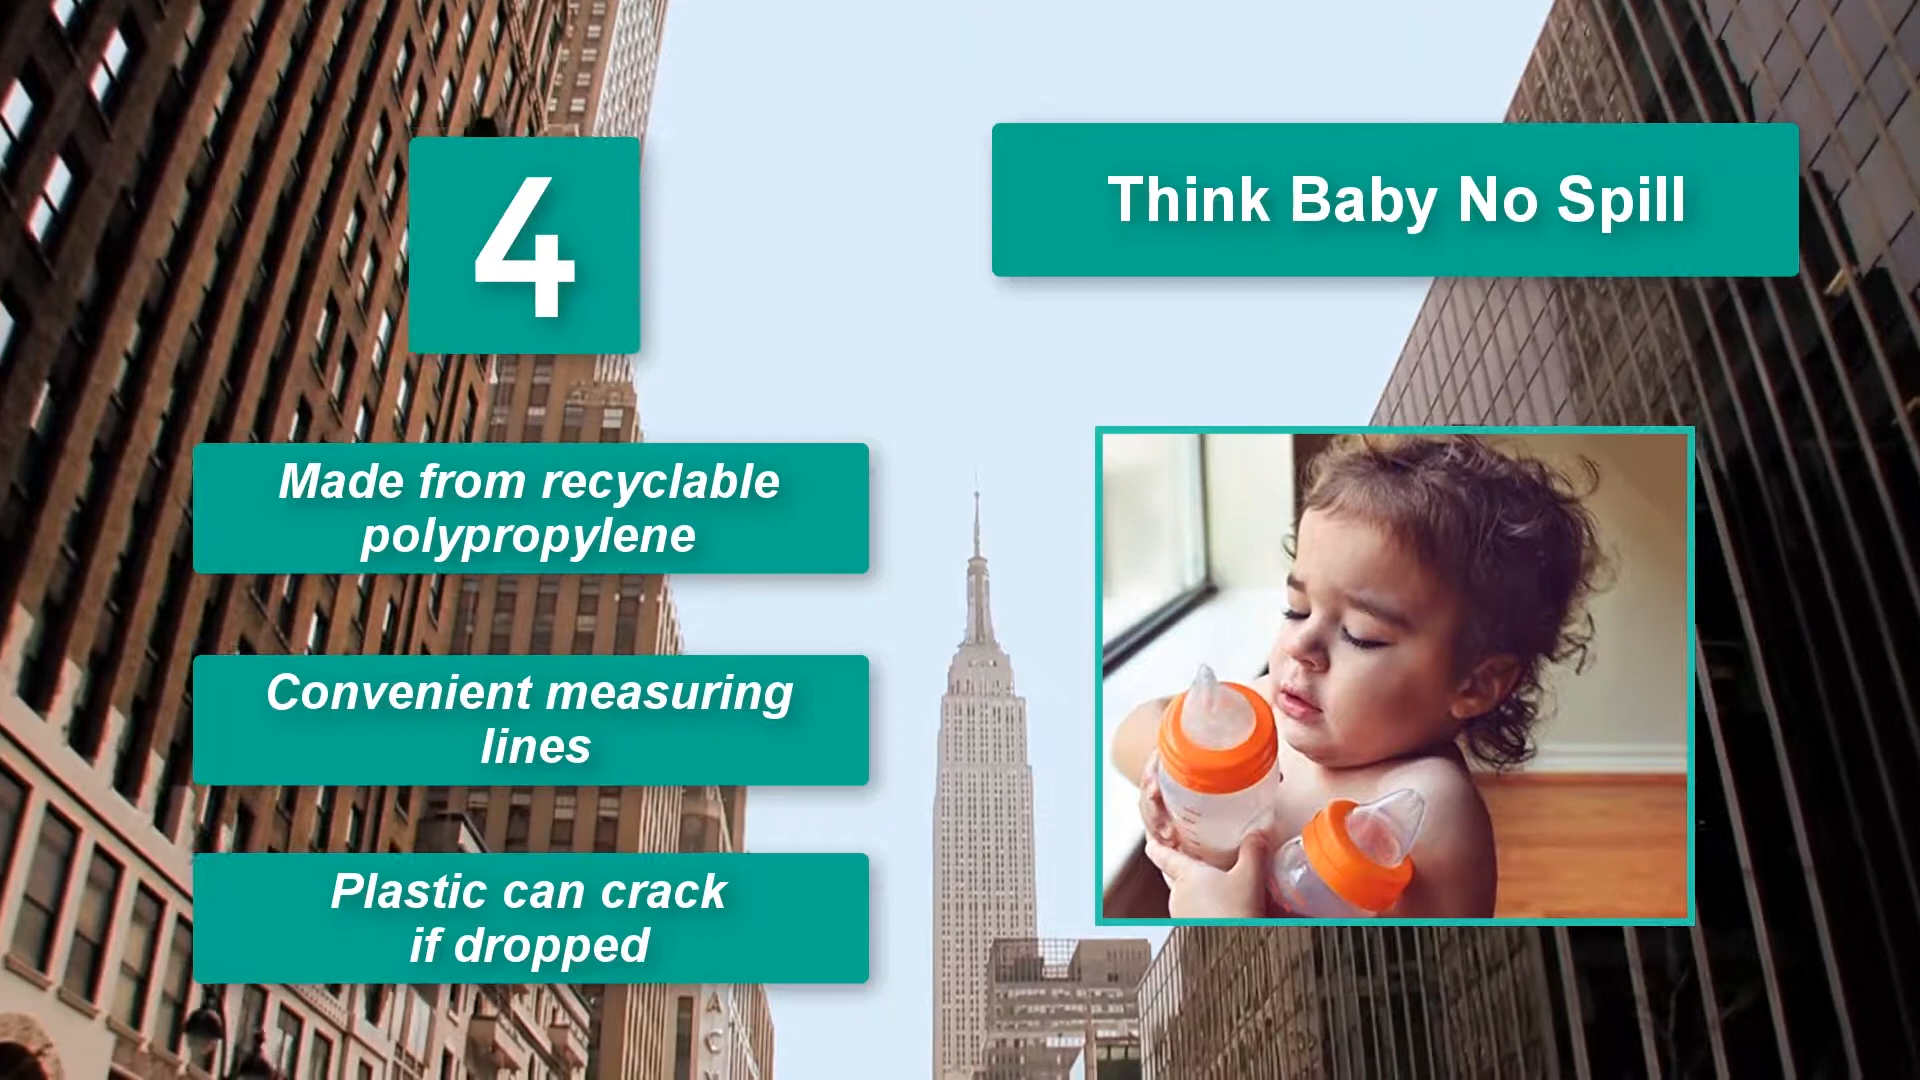 4
Think Baby No Spill
Made from recyclable
polypropylene
Convenient measuring
lines
Plastic can crack
if dropped